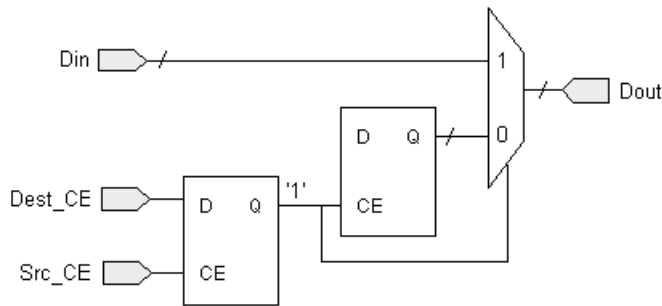 Din
1
Dout
D Q
0
Dest_CE
'1'
D Q
CE
CE
Src_CE